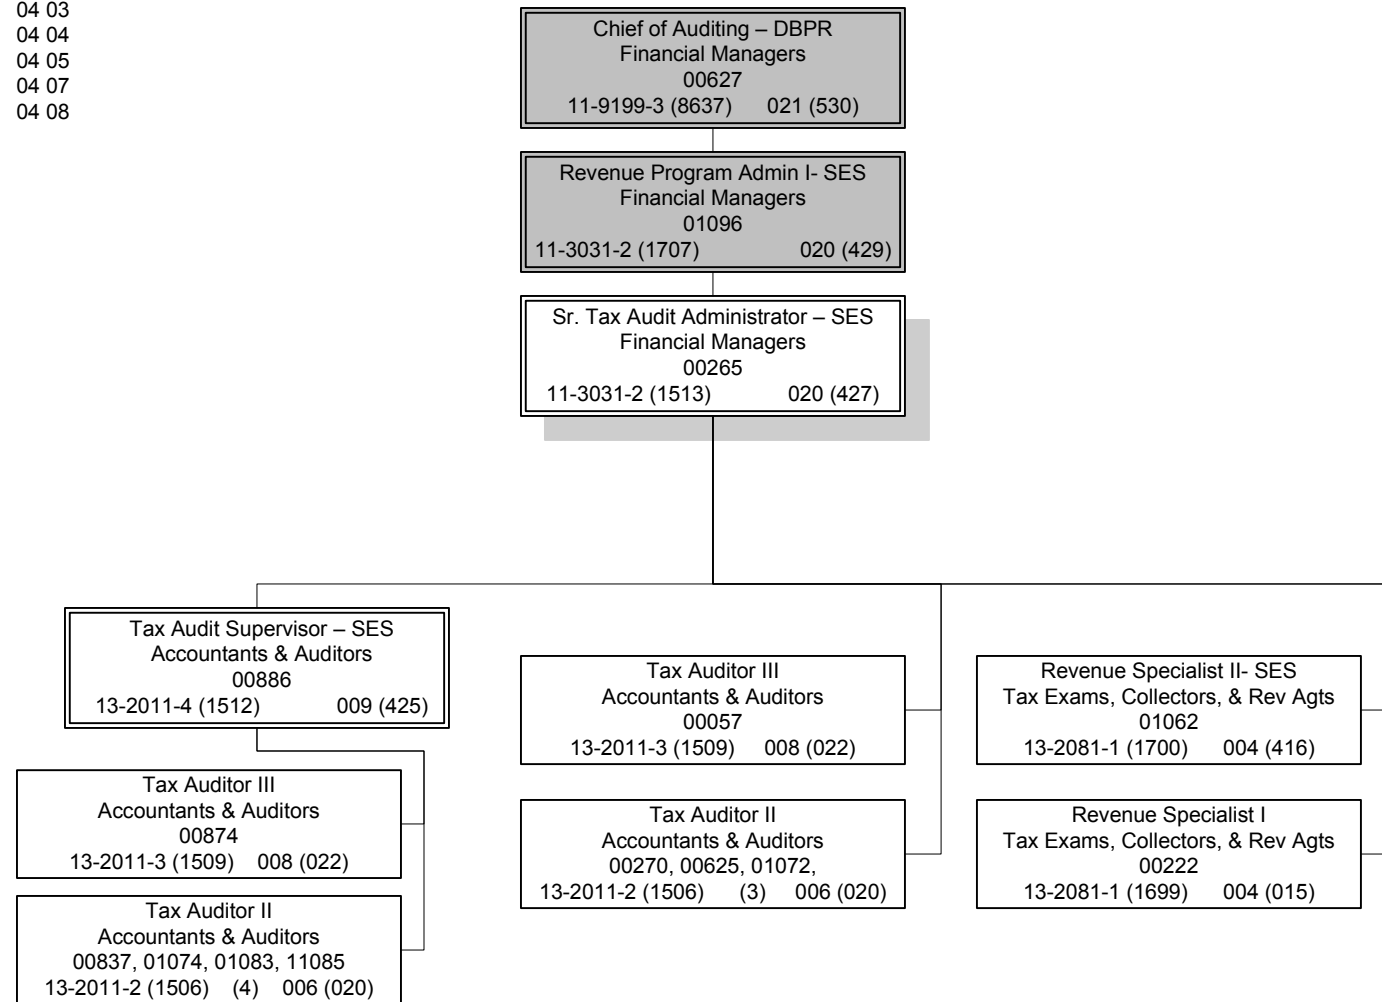 04 03
04 04
04 05
04 07
04 08
Chief of Auditing – DBPR
Financial Managers
00627
11-9199-3 (8637) 021 (530)
Revenue Program Admin I- SES
Financial Managers
01096
11-3031-2 (1707) 020 (429)
Sr. Tax Audit Administrator – SES
Financial Managers
00265
11-3031-2 (1513) 020 (427)
Tax Audit Supervisor – SES
Accountants & Auditors
00886
13-2011-4 (1512) 009 (425)
Tax Auditor III
Accountants & Auditors
00874
13-2011-3 (1509) 008 (022)
Tax Auditor II
Accountants & Auditors
00837, 01074, 01083, 11085
13-2011-2 (1506) (4) 006 (020)
Tax Auditor III
Accountants & Auditors
00057
13-2011-3 (1509) 008 (022)
Tax Auditor II
Accountants & Auditors
00270, 00625, 01072,
13-2011-2 (1506) (3) 006 (020)
Revenue Specialist II- SES
Tax Exams, Collectors, & Rev Agts
01062
13-2081-1 (1700) 004 (416)
Revenue Specialist I
Tax Exams, Collectors, & Rev Agts
00222
13-2081-1 (1699) 004 (015)